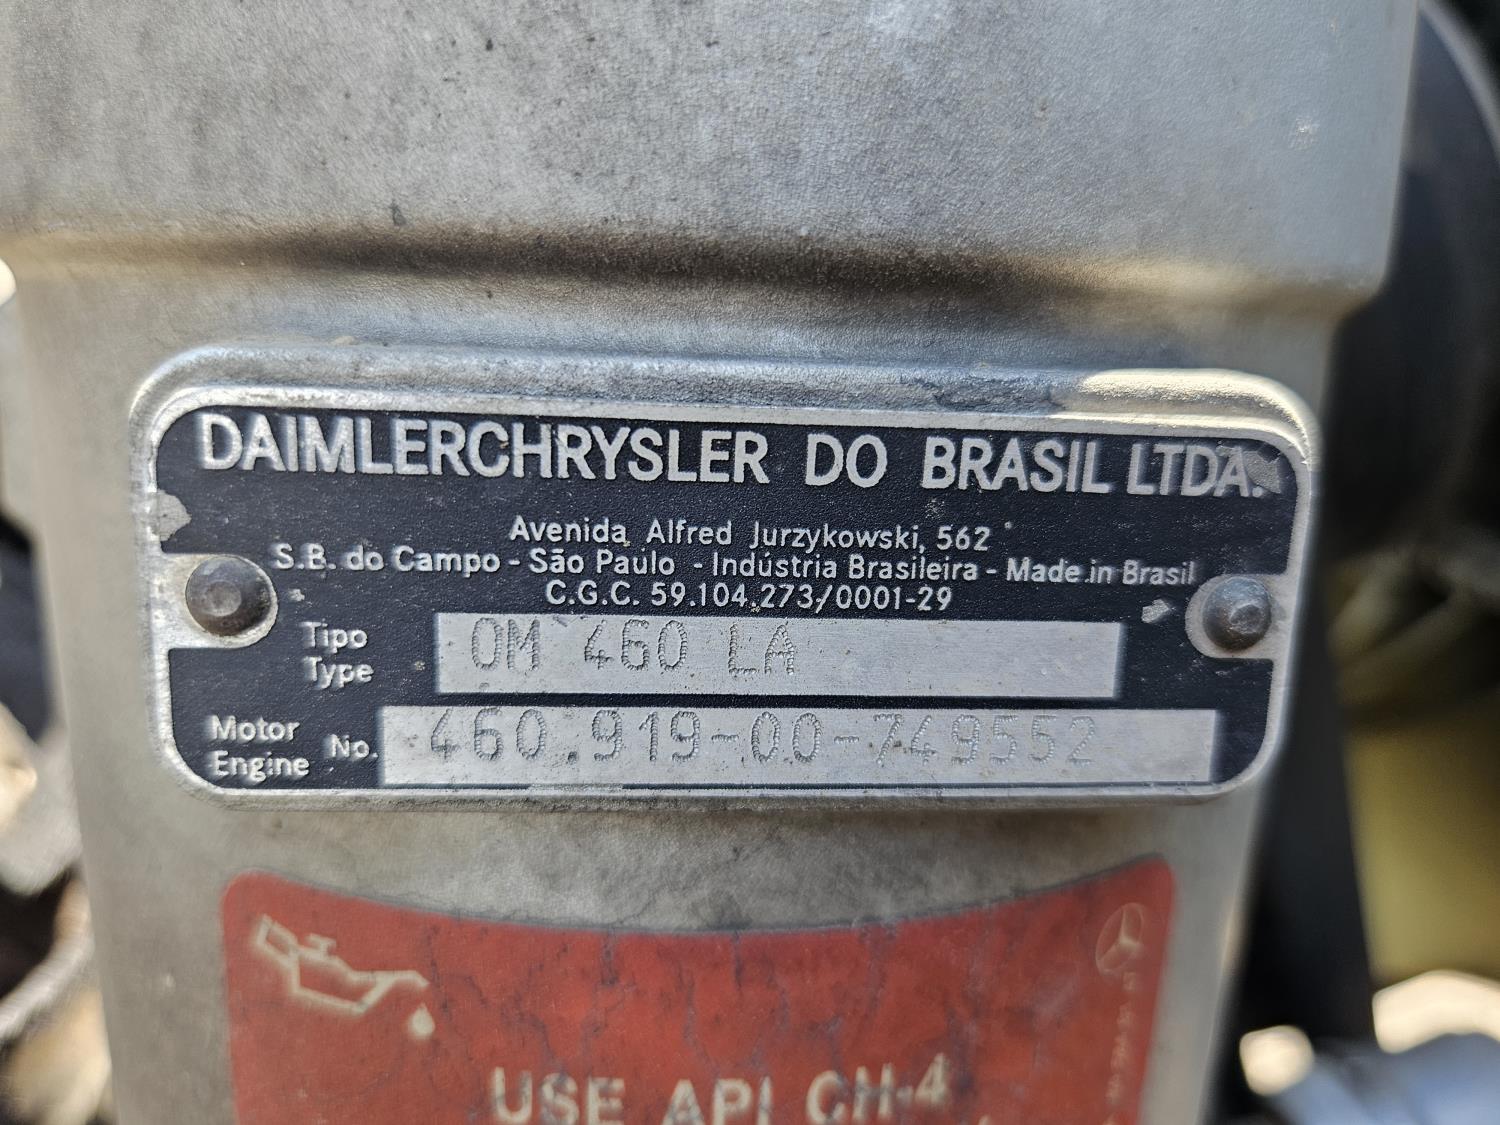 DAIMLERCHRYSLER DO BRASIL LTDA.
Avenida Alfred Jurzykowski, 562
S.B. do Campo - São Paulo - Indústria Brasileira - Made in Brasil
C.G.C. 59.104.273/0001-29
Tipo
Type
OM 460 LA
Motor
Engine
No.
460.919-00-749552
USE API CH-4